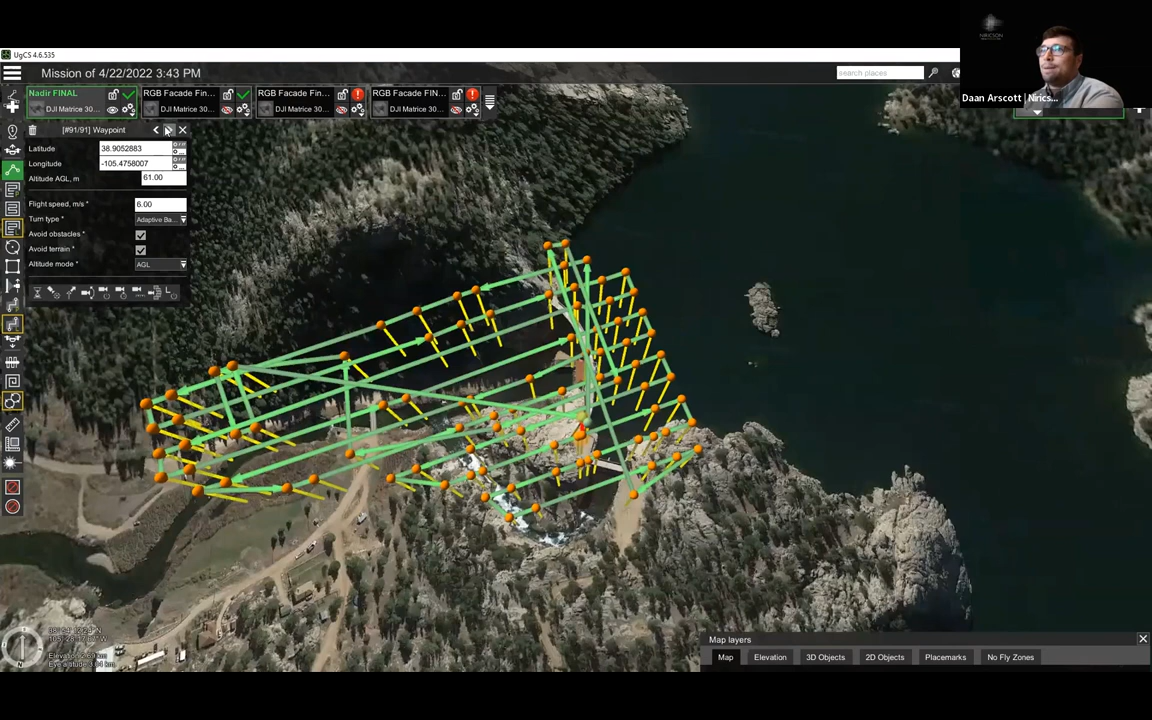 UgCS 4.6.535
NIRICSON
Mission of 4/22/2022 3:43 PM
search places
Daan Arscott | Nirics...
Nadir FINAL
DJI Matrice 30...
RGB Facade Fin...
DJI Matrice 30...
RGB Facade Fin...
DJI Matrice 30...
RGB Facade FIN...
DJI Matrice 30...
[#91/91] Waypoint
Latitude
38.9052883
Longitude
-105.4758007
Altitude AGL, m
61.00
Flight speed, m/s *
6.00
Turn type *
Adaptive Ba...
Avoid obstacles *
Avoid terrain *
Altitude mode *
AGL
N
Map layers
Map
Elevation
3D Objects
2D Objects
Placemarks
No Fly Zones